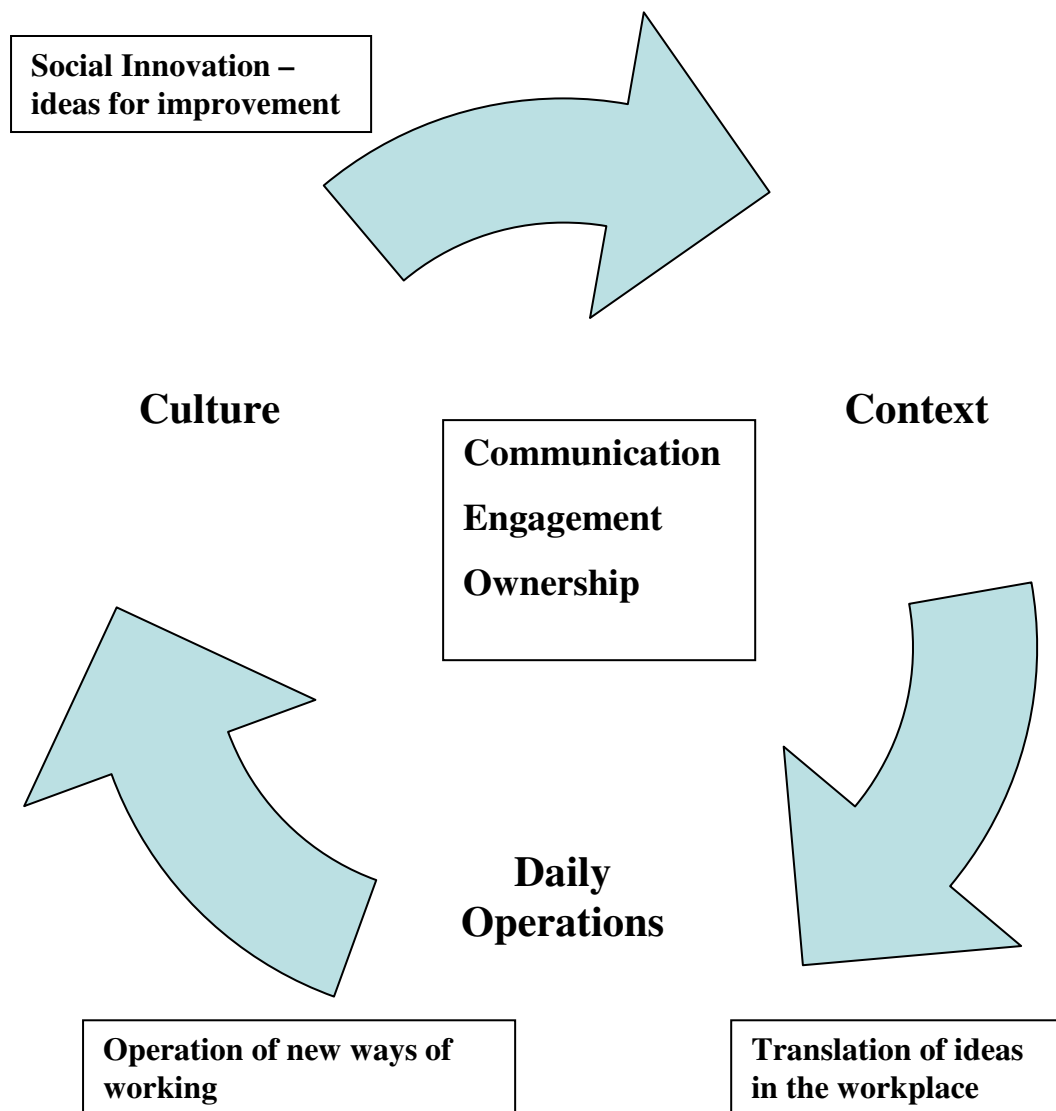 Social Innovation –
ideas for improvement
Culture
Context
Communication
Engagement
Ownership
Daily
Operations
Operation of new ways of
working
Translation of ideas
in the workplace